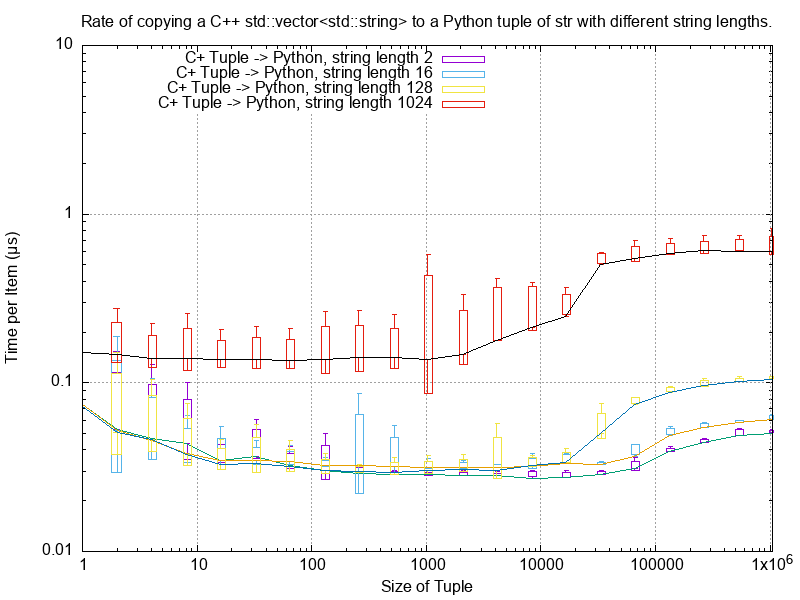 Rate of copying a C++ std::vector<std::string> to a Python tuple of str with different string lengths.
10
1
0.1
0.01
Time per Item (µs)
C+ Tuple -> Python, string length 2
C+ Tuple -> Python, string length 16
C+ Tuple -> Python, string length 128
C+ Tuple -> Python, string length 1024
1 10 100 1000 10000 100000 1x10⁶
Size of Tuple